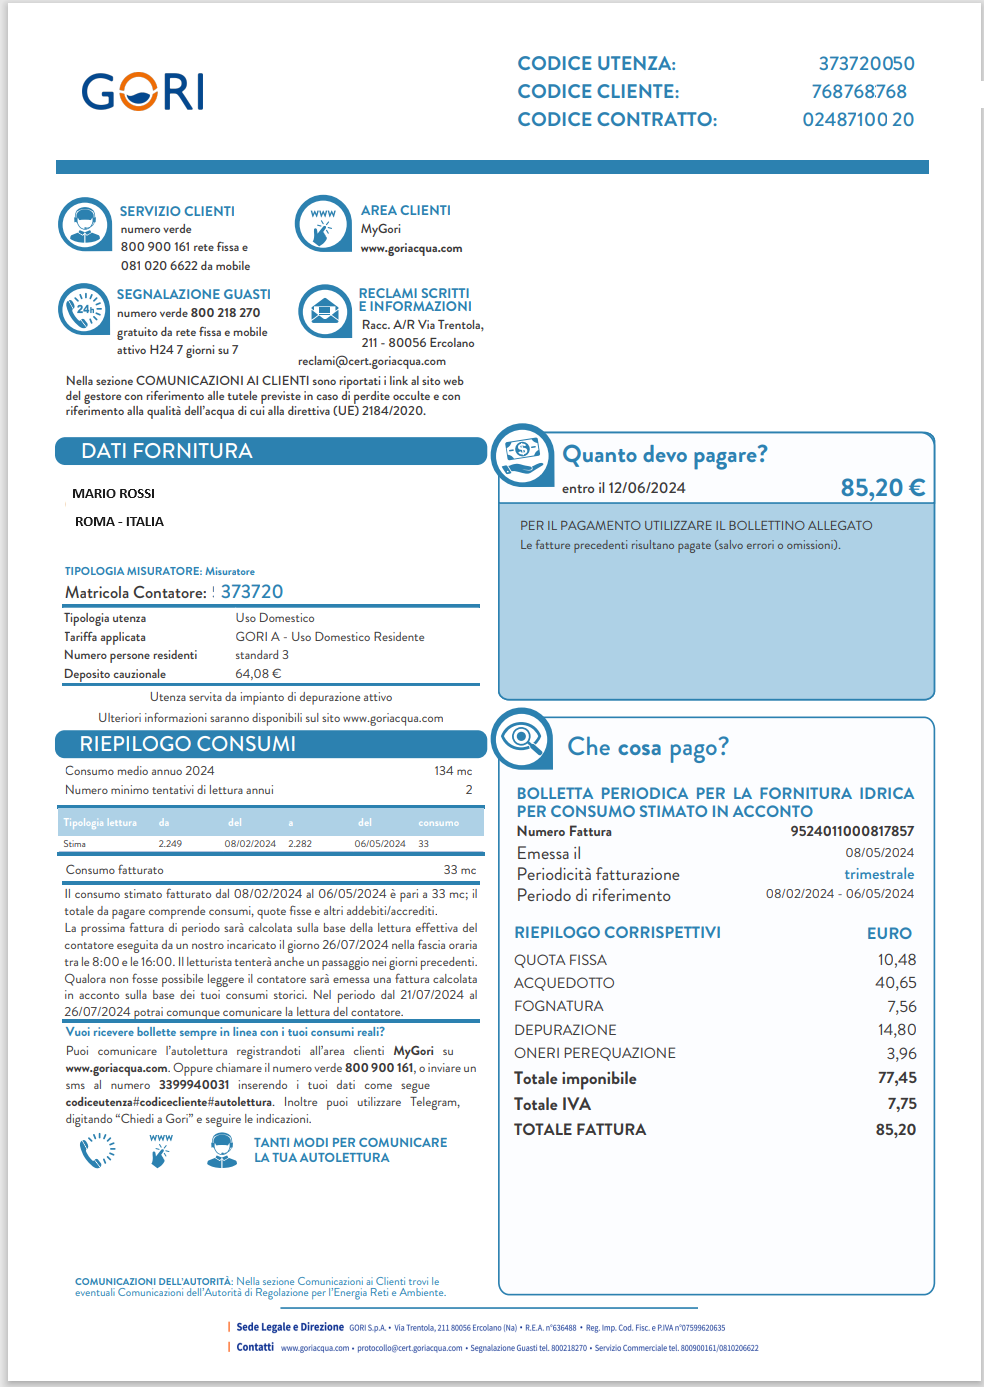 GORI
CODICE UTENZA: 373720050
CODICE CLIENTE: 768768768
CODICE CONTRATTO: 02487100 20
SERVIZIO CLIENTI
numero verde
800 900 161 rete fissa e
081 020 6622 da mobile
www
AREA CLIENTI
MyGori
www.goriacqua.com
24h
SEGNALAZIONE GUASTI
numero verde 800 218 270
gratuito da rete fissa e mobile
attivo H24 7 giorni su 7
RECLAMI SCRITTI
E INFORMAZIONI
Racc. A/R Via Trentola,
211 - 80056 Ercolano
reclami@cert.goriacqua.com
Nella sezione COMUNICAZIONI AI CLIENTI sono riportati i link al sito web
del gestore con riferimento alle tutele previste in caso di perdite occulte e con
riferimento alla qualità dell'acqua di cui alla direttiva (UE) 2184/2020.
DATI FORNITURA
MARIO ROSSI
ROMA - ITALIA
TIPOLOGIA MISURATORE: Misuratore
Matricola Contatore: 373720
Tipologia utenza Uso Domestico
Tariffa applicata GORI A - Uso Domestico Residente
Numero persone residenti standard 3
Deposito cauzionale 64,08 €
Utenza servita da impianto di depurazione attivo
Ulteriori informazioni saranno disponibili sul sito www.goriacqua.com
RIEPILOGO CONSUMI
Consumo medio annuo 2024 134 mc
Numero minimo tentativi di lettura annui 2
Tipologia lettura da del a del consumo
Stima 2.249 08/02/2024 2.282 06/05/2024 33
Consumo fatturato 33 mc
Il consumo stimato fatturato dal 08/02/2024 al 06/05/2024 è pari a 33 mc; il
totale da pagare comprende consumi, quote fisse e altri addebiti/accrediti.
La prossima fattura di periodo sarà calcolata sulla base della lettura effettiva del
contatore eseguita da un nostro incaricato il giorno 26/07/2024 nella fascia oraria
tra le 8:00 e le 16:00. Il letturista tenterà anche un passaggio nei giorni precedenti.
Qualora non fosse possibile leggere il contatore sarà emessa una fattura calcolata
in acconto sulla base dei tuoi consumi storici. Nel periodo dal 21/07/2024 al
26/07/2024 potrai comunque comunicare la lettura del contatore.
Vuoi ricevere bollette sempre in linea con i tuoi consumi reali?
Puoi comunicare l'autolettura registrandoti all'area clienti MyGori su
www.goriacqua.com. Oppure chiamare il numero verde 800 900 161, o inviare un
sms al numero 3399940031 inserendo i tuoi dati come segue
codiceutenza#codicecliente#autolettura. Inoltre puoi utilizzare Telegram,
digitando “Chiedi a Gori” e seguire le indicazioni.
www
TANTI MODI PER COMUNICARE
LA TUA AUTOLETTURA
COMUNICAZIONI DELL'AUTORITÀ: Nella sezione Comunicazioni ai Clienti trovi le
eventuali Comunicazioni dell'Autorità di Regolazione per l'Energia Reti e Ambiente.
$
Quanto devo pagare?
entro il 12/06/2024 85,20 €
PER IL PAGAMENTO UTILIZZARE IL BOLLETTINO ALLEGATO
Le fatture precedenti risultano pagate (salvo errori o omissioni).
Che cosa pago?
BOLLETTA PERIODICA PER LA FORNITURA IDRICA
PER CONSUMO STIMATO IN ACCONTO
Numero Fattura 9524011000817857
Emessa il 08/05/2024
Periodicità fatturazione trimestrale
Periodo di riferimento 08/02/2024 - 06/05/2024
RIEPILOGO CORRISPETTIVI EURO
QUOTA FISSA 10,48
ACQUEDOTTO 40,65
FOGNATURA 7,56
DEPURAZIONE 14,80
ONERI PEREQUAZIONE 3,96
Totale imponibile 77,45
Totale IVA 7,75
TOTALE FATTURA 85,20
Sede Legale e Direzione GORI S.p.A. • Via Trentola, 211 80056 Ercolano (Na) • R.E.A. n°636488 • Reg. Imp. Cod. Fisc. e P.IVA n°07599620635
Contatti www.goriacqua.com • protocollo@cert.goriacqua.com • Segnalazione Guasti tel. 800218270 • Servizio Commerciale tel. 800900161/0810206622